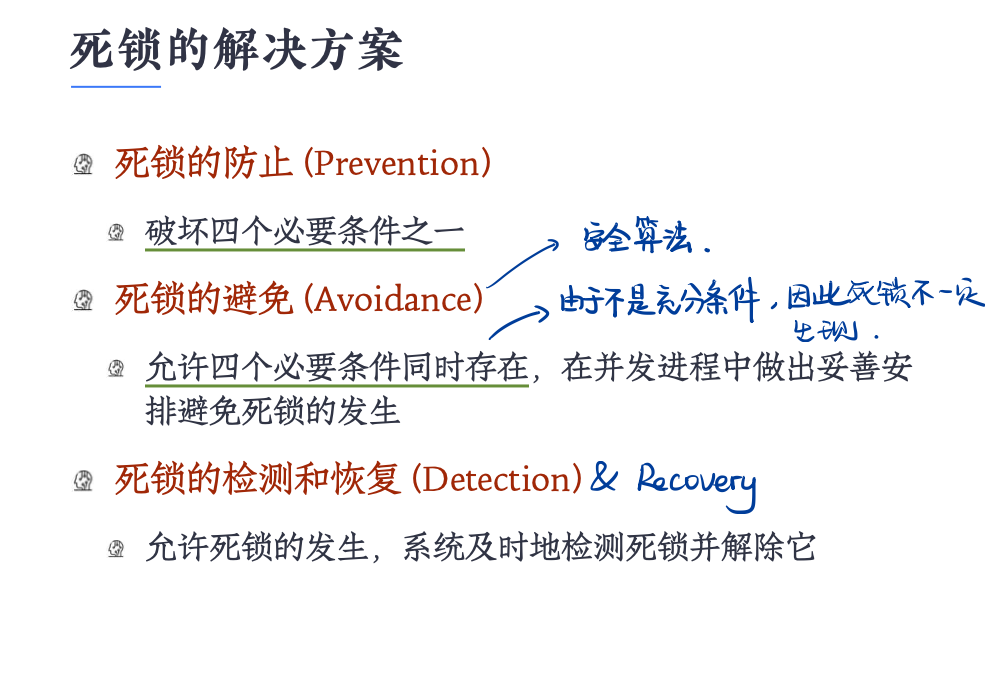 死锁的解决方案
死锁的防止 (Prevention)
破坏四个必要条件之一
安全算法.
死锁的避免 (Avoidance)
由于不是充分条件,因此死锁不一定
出现.
允许四个必要条件同时存在，在并发进程中做出妥善安
排避免死锁的发生
死锁的检测和恢复 (Detection) & Recovery
允许死锁的发生，系统及时地检测死锁并解除它